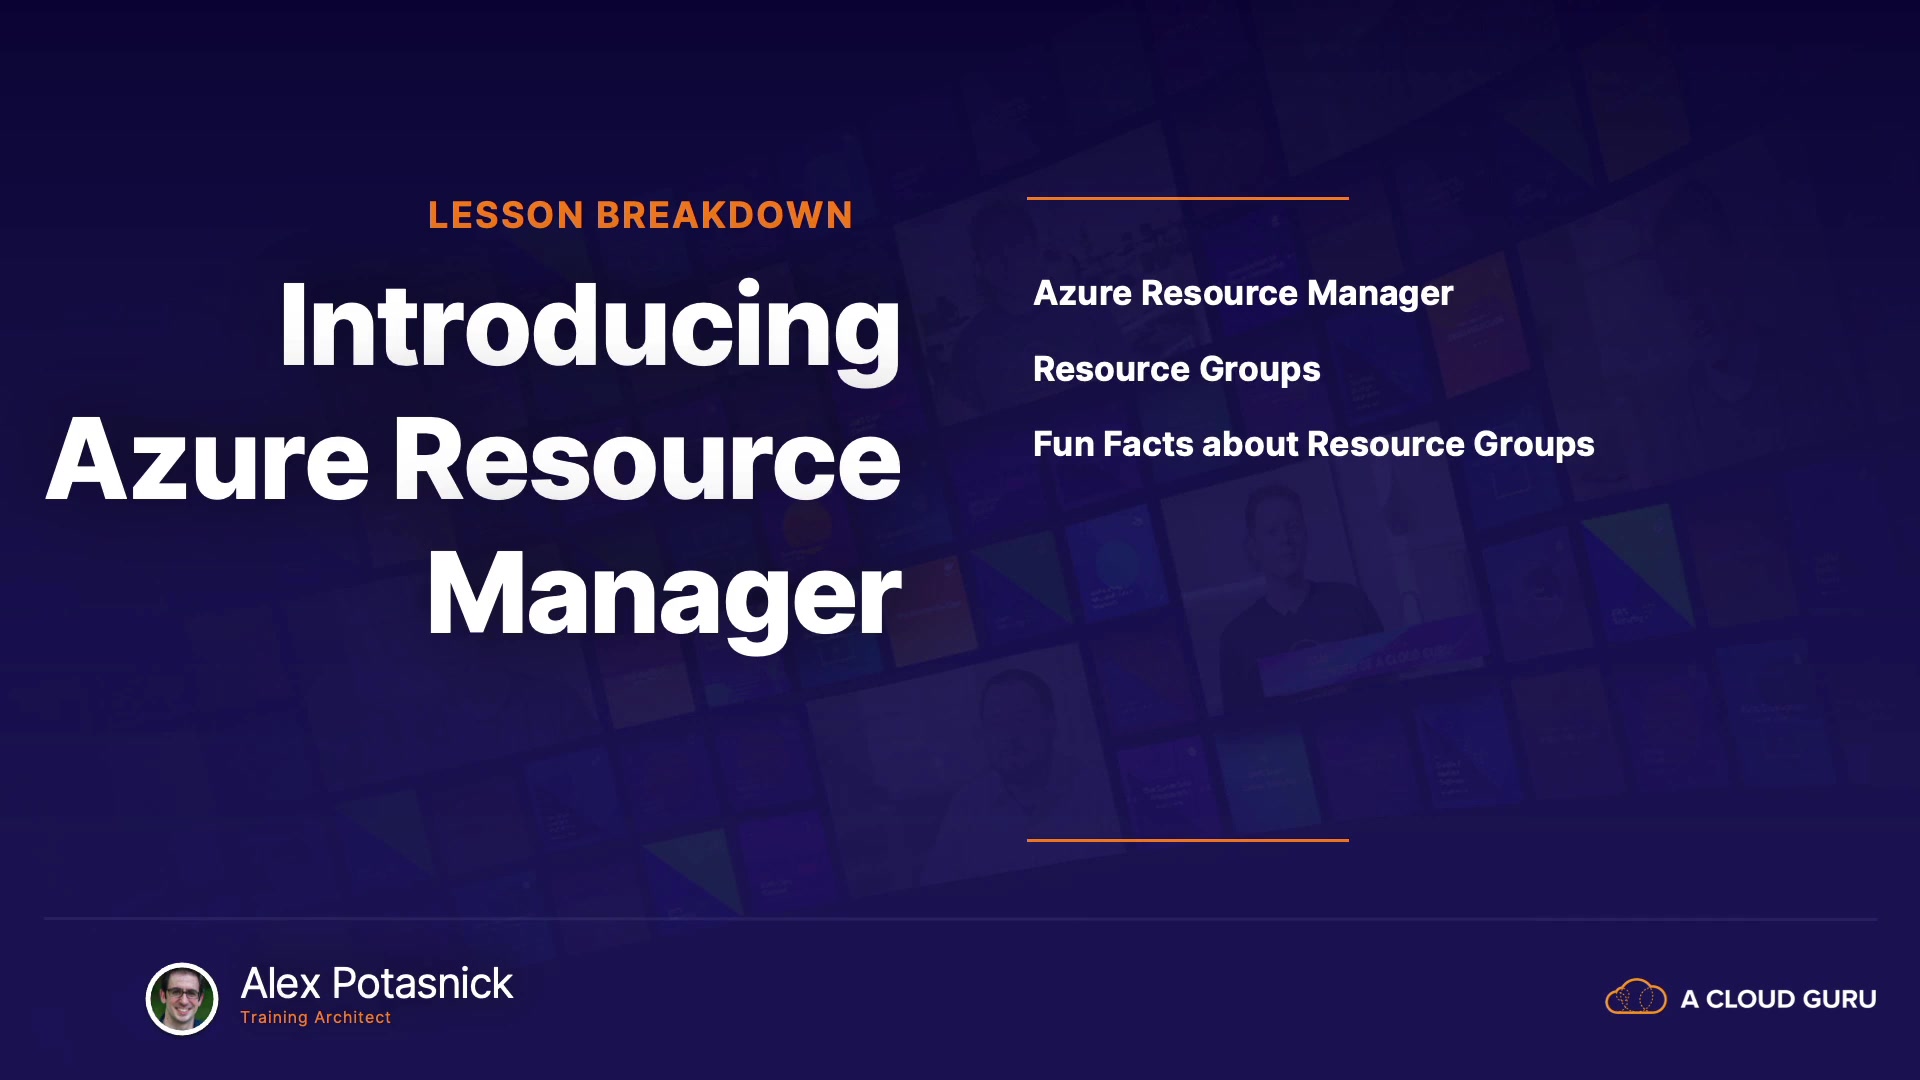 LESSON BREAKDOWN
Introducing
Azure Resource
Manager
Azure Resource Manager
Resource Groups
Fun Facts about Resource Groups
Alex Potasnick
Training Architect
A CLOUD GURU